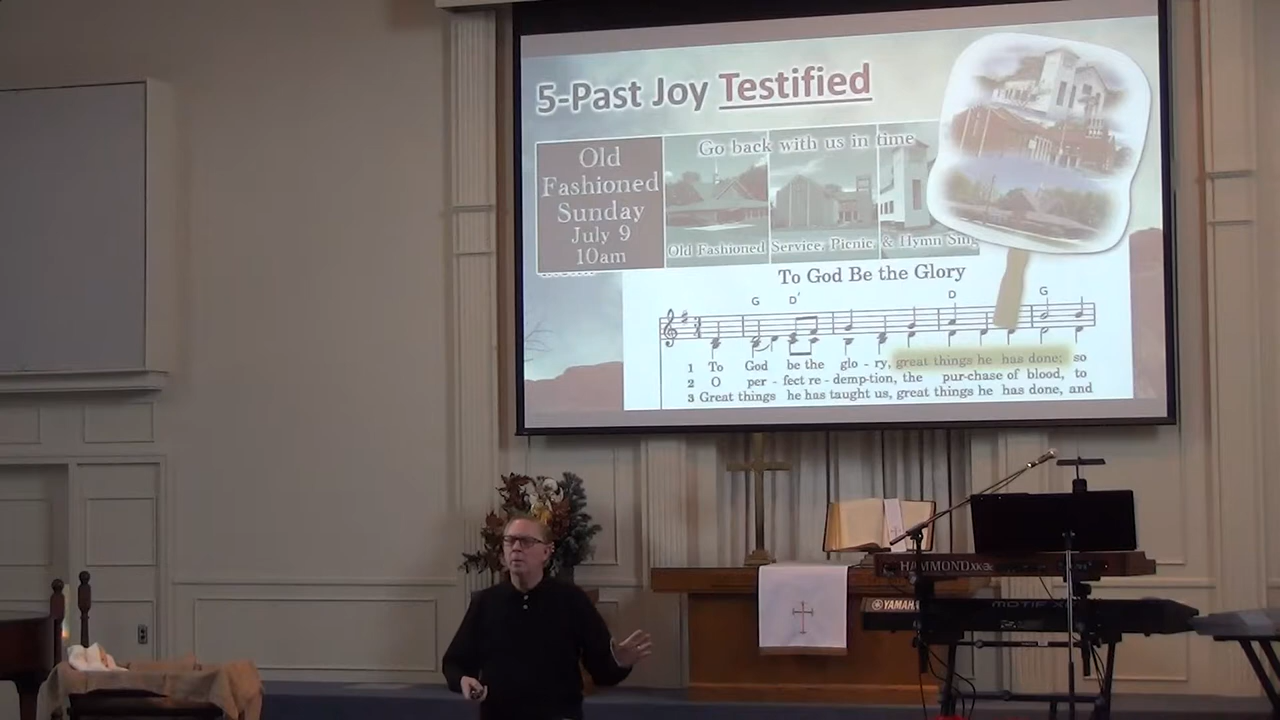 5-Past Joy Testified
Go back with us in time
Old
Fashioned
Sunday
July 9
10am
Old Fashioned Service, Picnic & Hymn Sing
To God Be the Glory
G D7 D G
1 To God be the glo - ry, great things he has done; so
2 O per - fect re - demp-tion, the pur-chase of blood, to
3 Great things he has taught us, great things he has done, and
HAMMOND XK-3c
YAMAHA MOTIF